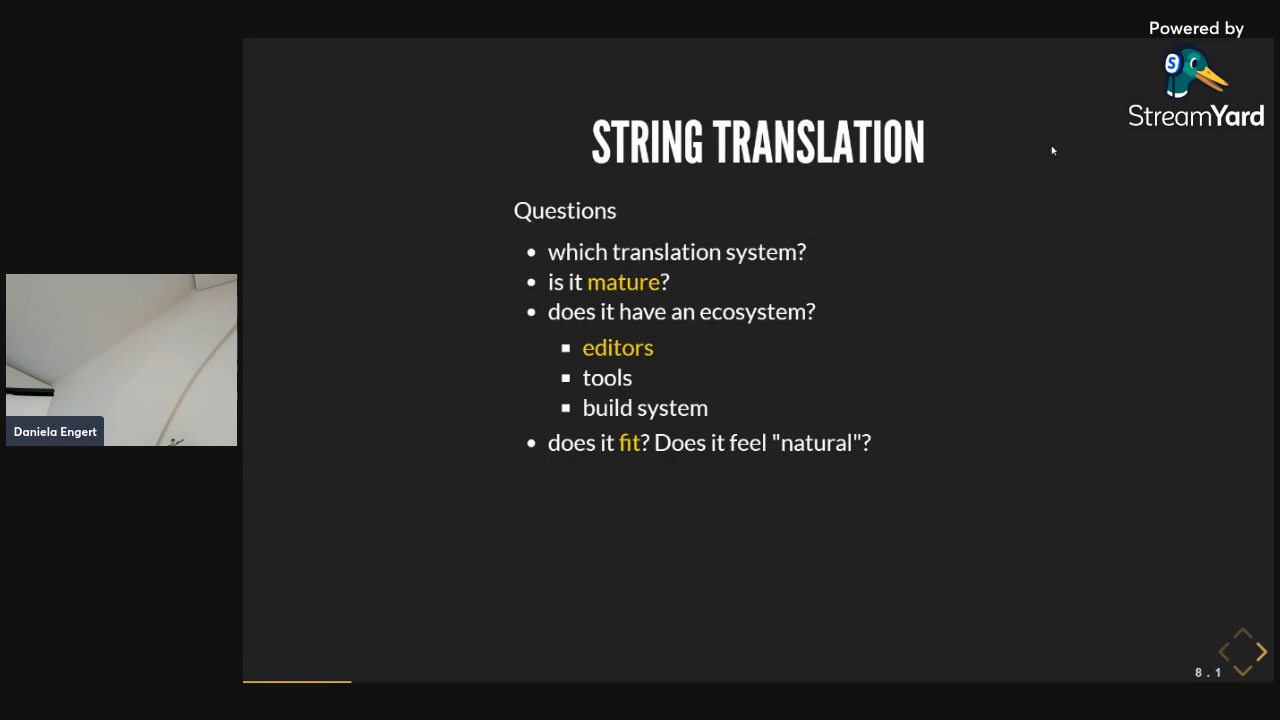 Powered by
StreamYard
STRING TRANSLATION
Questions
• which translation system?
• is it mature?
• does it have an ecosystem?
▪ editors
▪ tools
▪ build system
• does it fit? Does it feel "natural"?
Daniela Engert
8.1